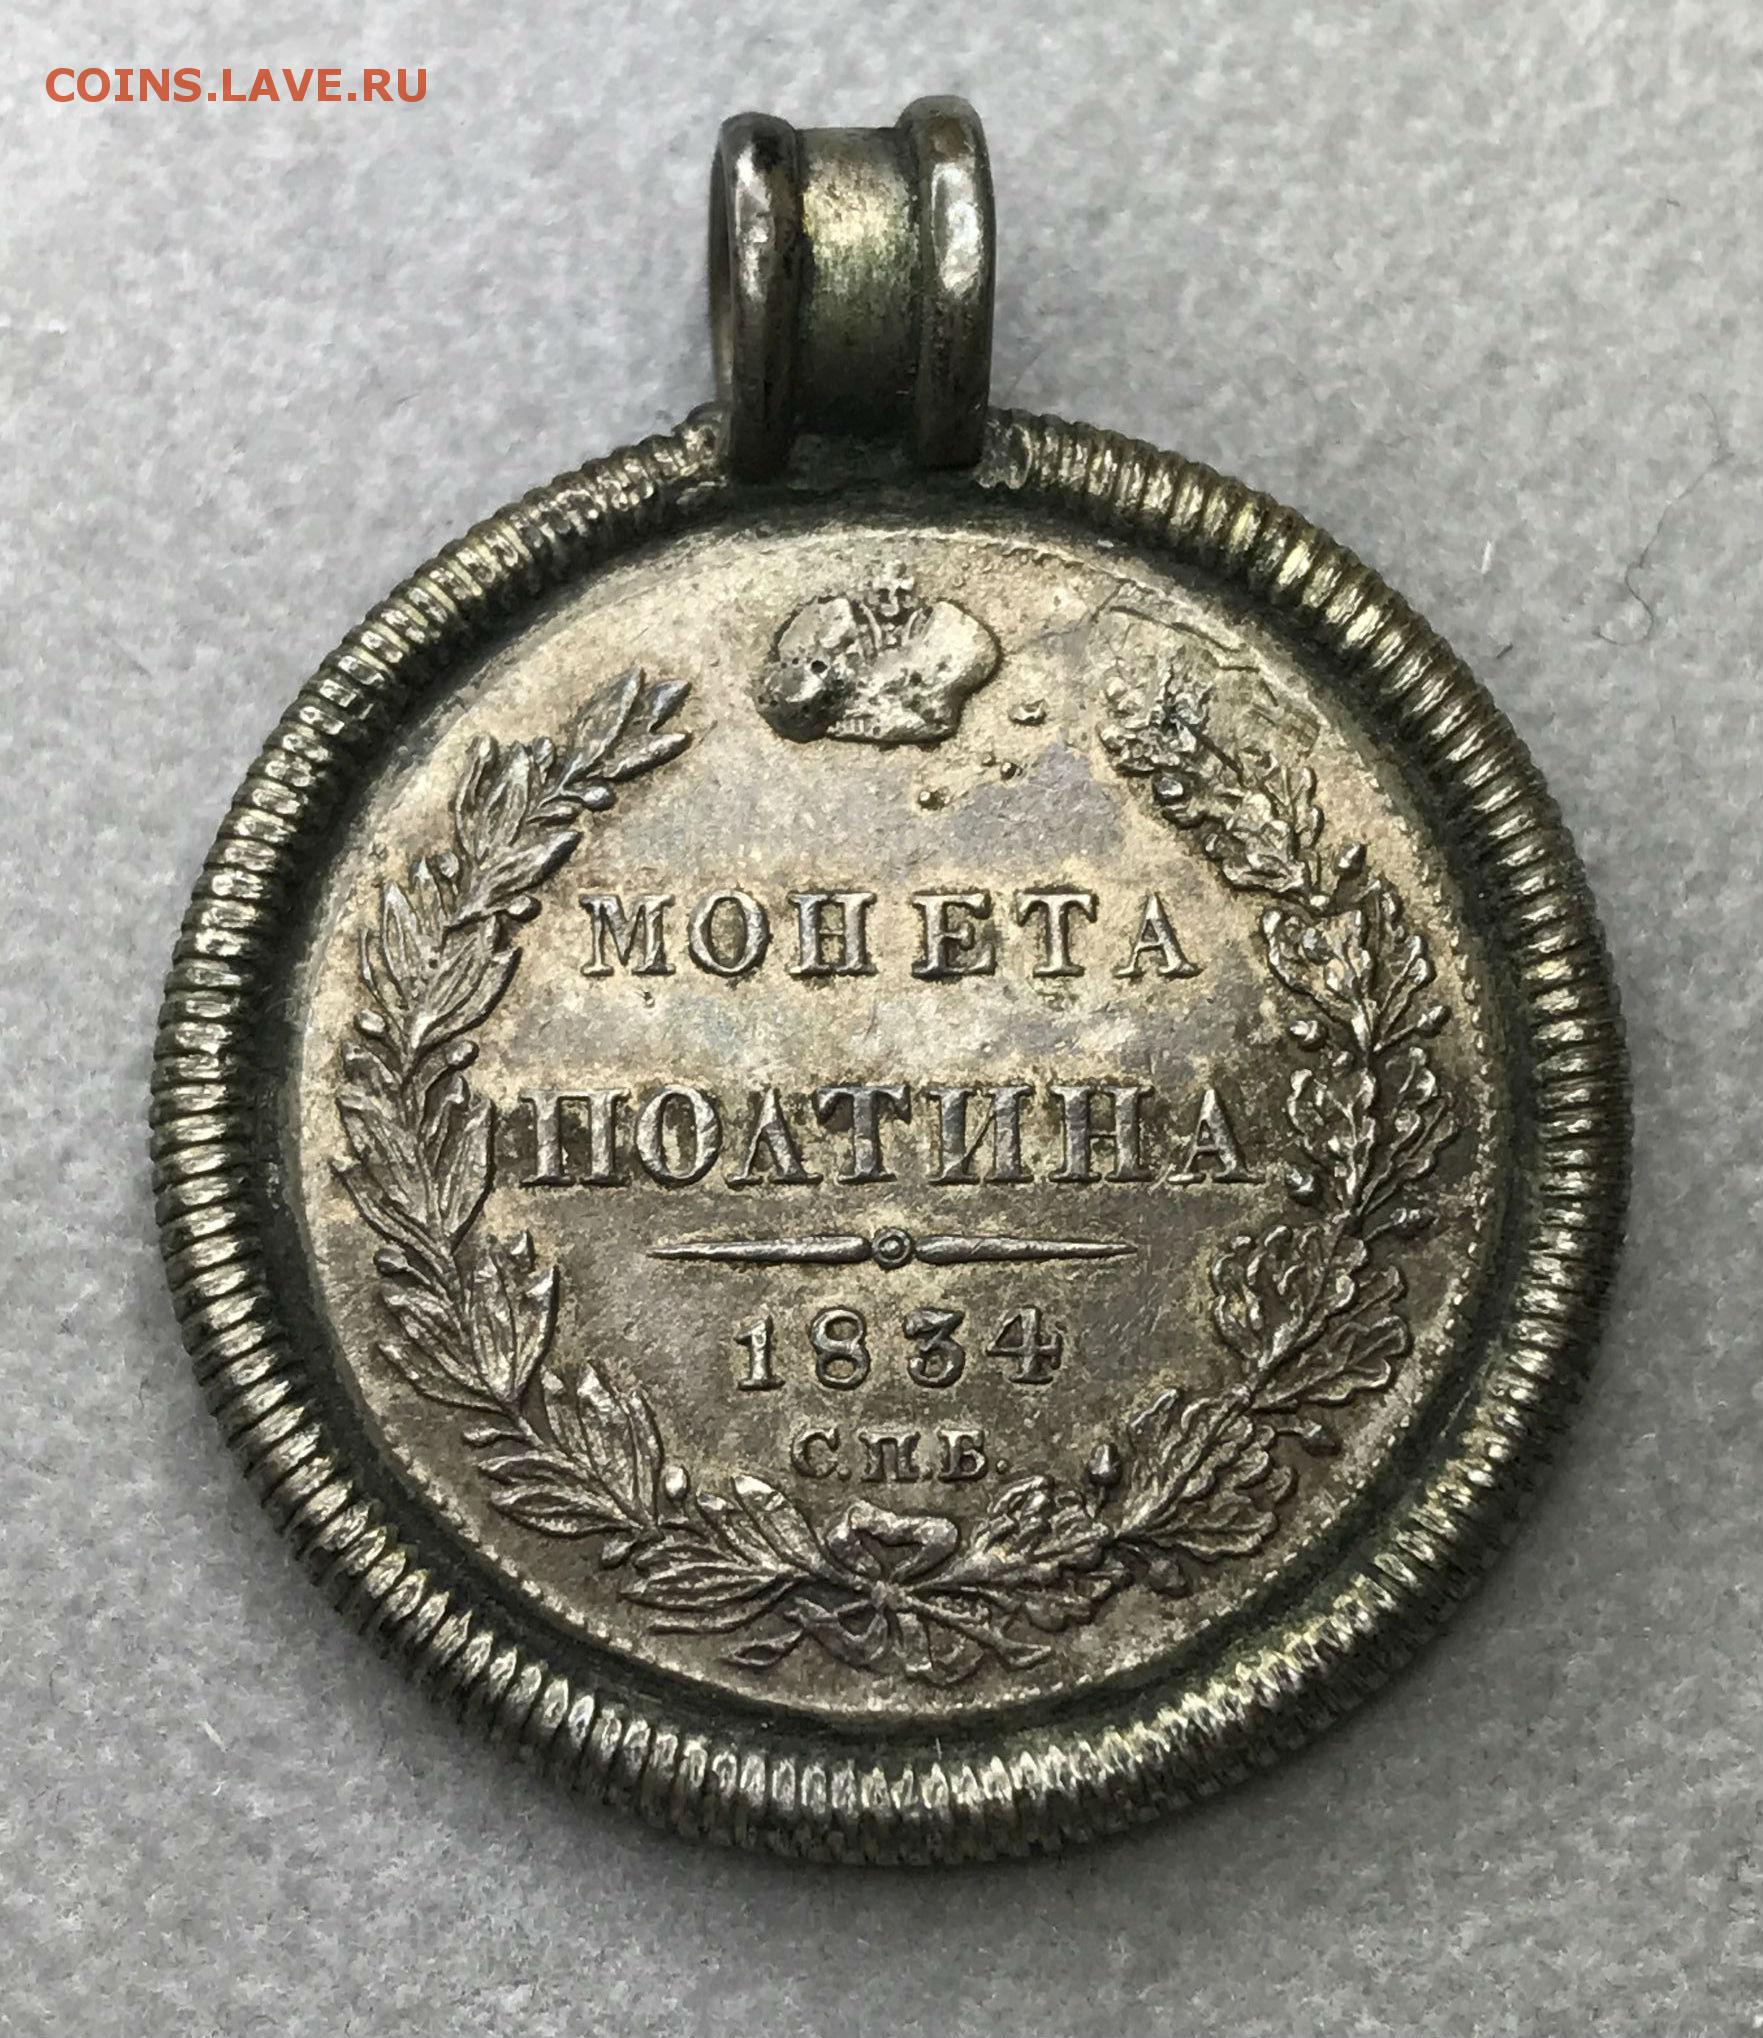 COINS.LAVE.RU
МОНЕТА
ПОЛТИНА
1834
С.П.Б.